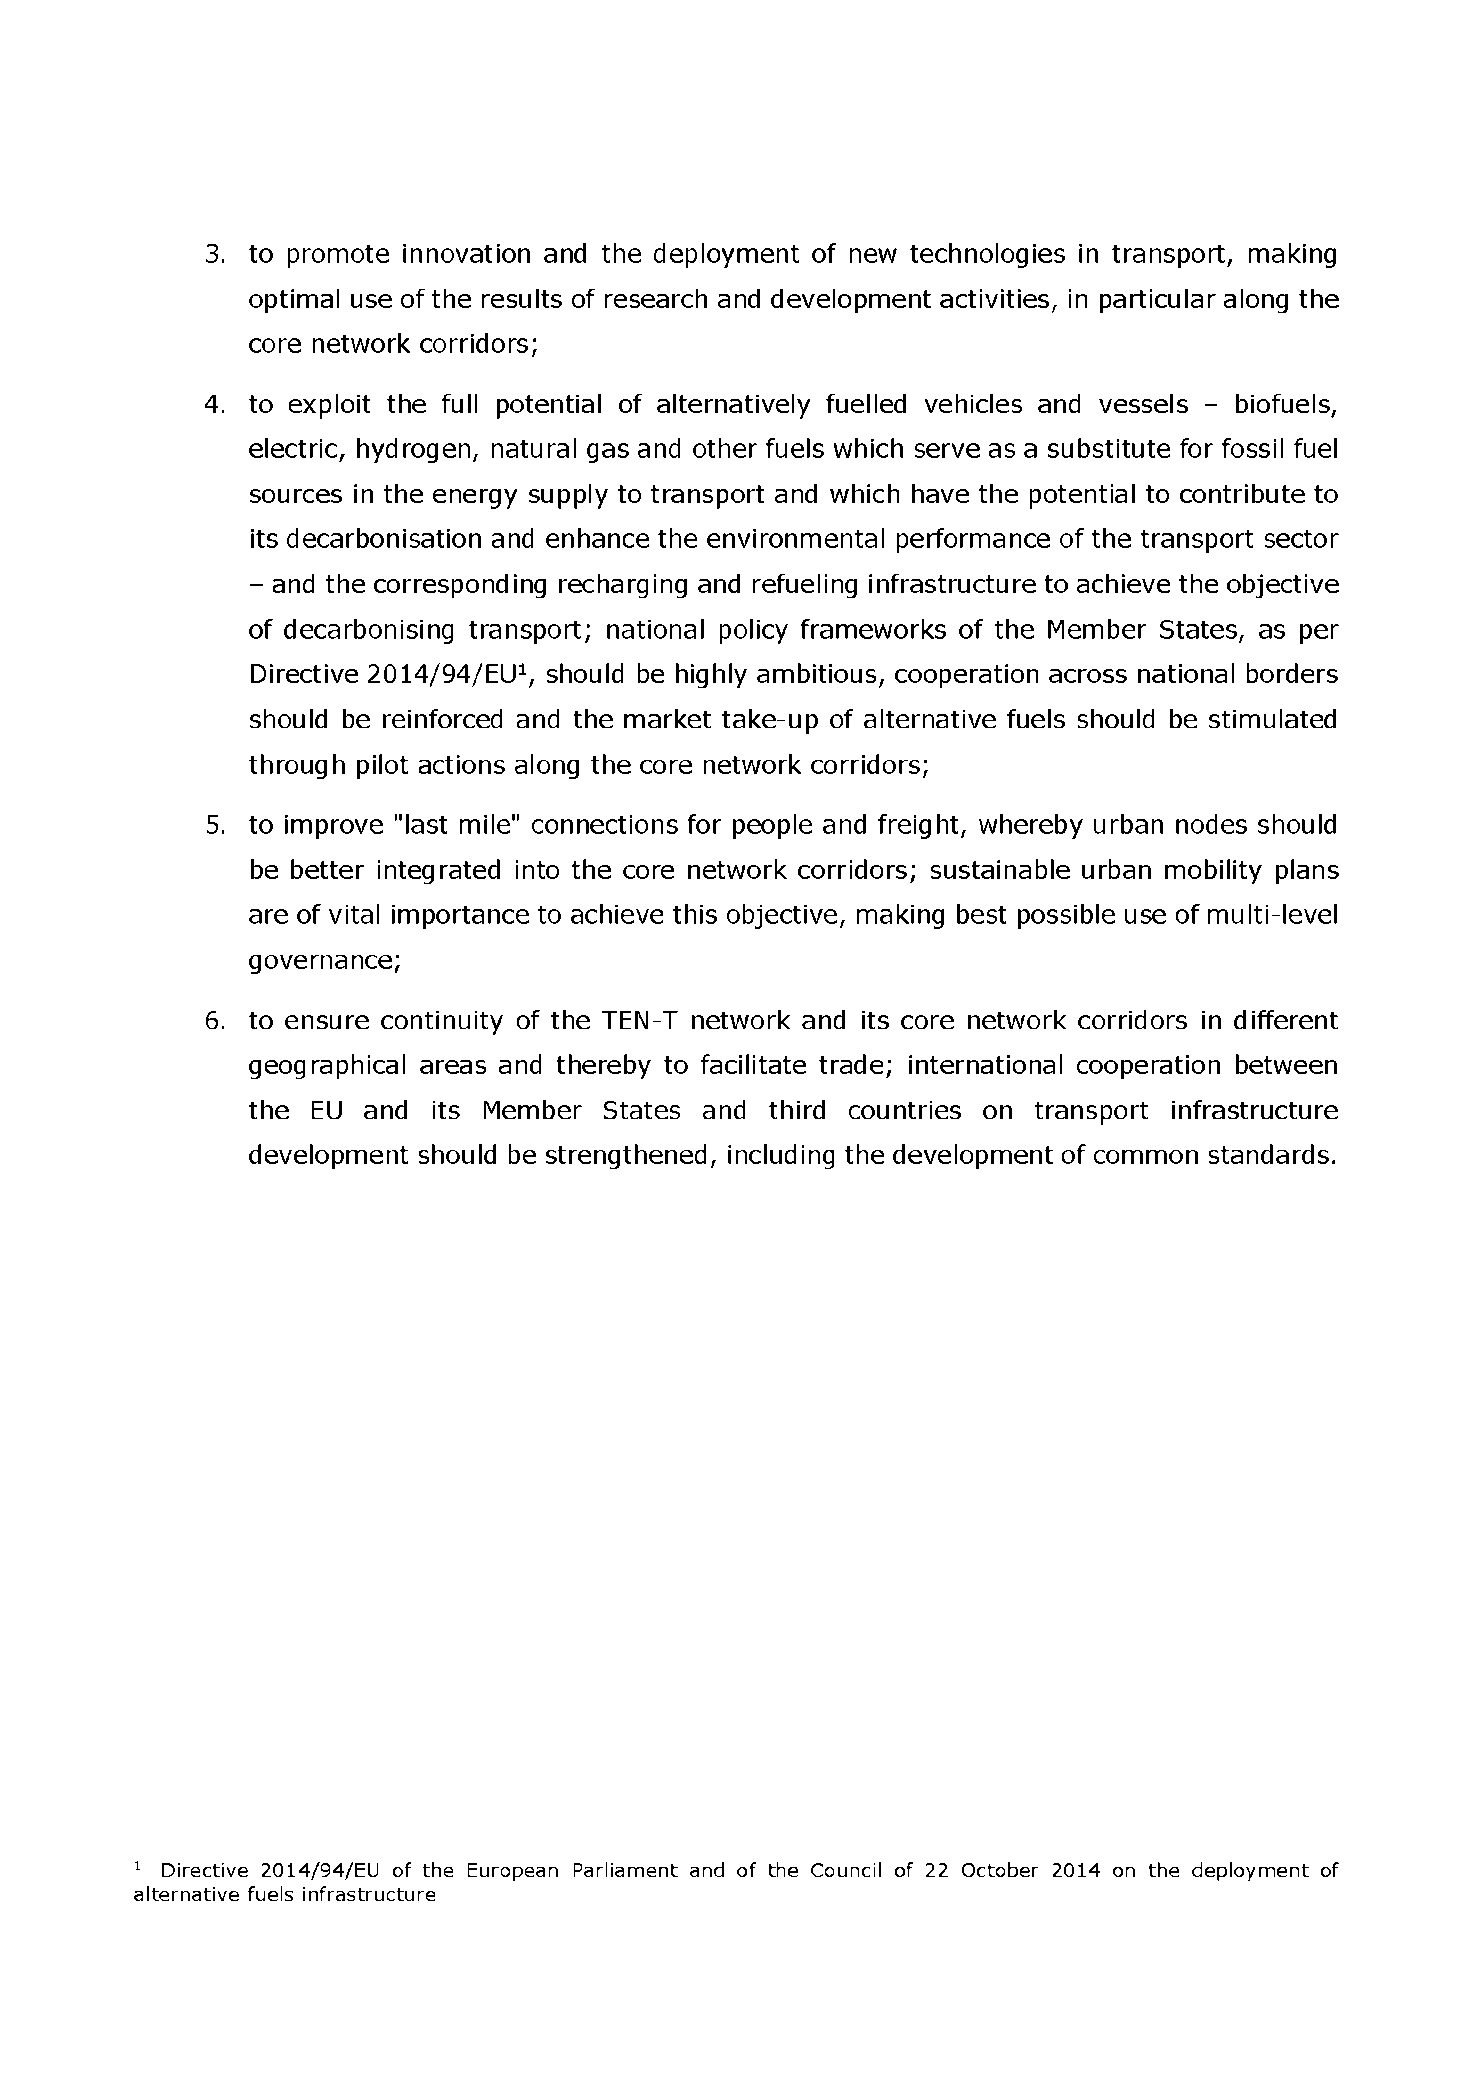 3. to promote innovation and the deployment of new technologies in transport, making
optimal use of the results of research and development activities, in particular along the
core network corridors;
4. to exploit the full potential of alternatively fuelled vehicles and vessels – biofuels,
electric, hydrogen, natural gas and other fuels which serve as a substitute for fossil fuel
sources in the energy supply to transport and which have the potential to contribute to
its decarbonisation and enhance the environmental performance of the transport sector
– and the corresponding recharging and refueling infrastructure to achieve the objective
of decarbonising transport; national policy frameworks of the Member States, as per
Directive 2014/94/EU¹, should be highly ambitious, cooperation across national borders
should be reinforced and the market take-up of alternative fuels should be stimulated
through pilot actions along the core network corridors;
5. to improve "last mile" connections for people and freight, whereby urban nodes should
be better integrated into the core network corridors; sustainable urban mobility plans
are of vital importance to achieve this objective, making best possible use of multi-level
governance;
6. to ensure continuity of the TEN-T network and its core network corridors in different
geographical areas and thereby to facilitate trade; international cooperation between
the EU and its Member States and third countries on transport infrastructure
development should be strengthened, including the development of common standards.
¹ Directive 2014/94/EU of the European Parliament and of the Council of 22 October 2014 on the deployment of
alternative fuels infrastructure